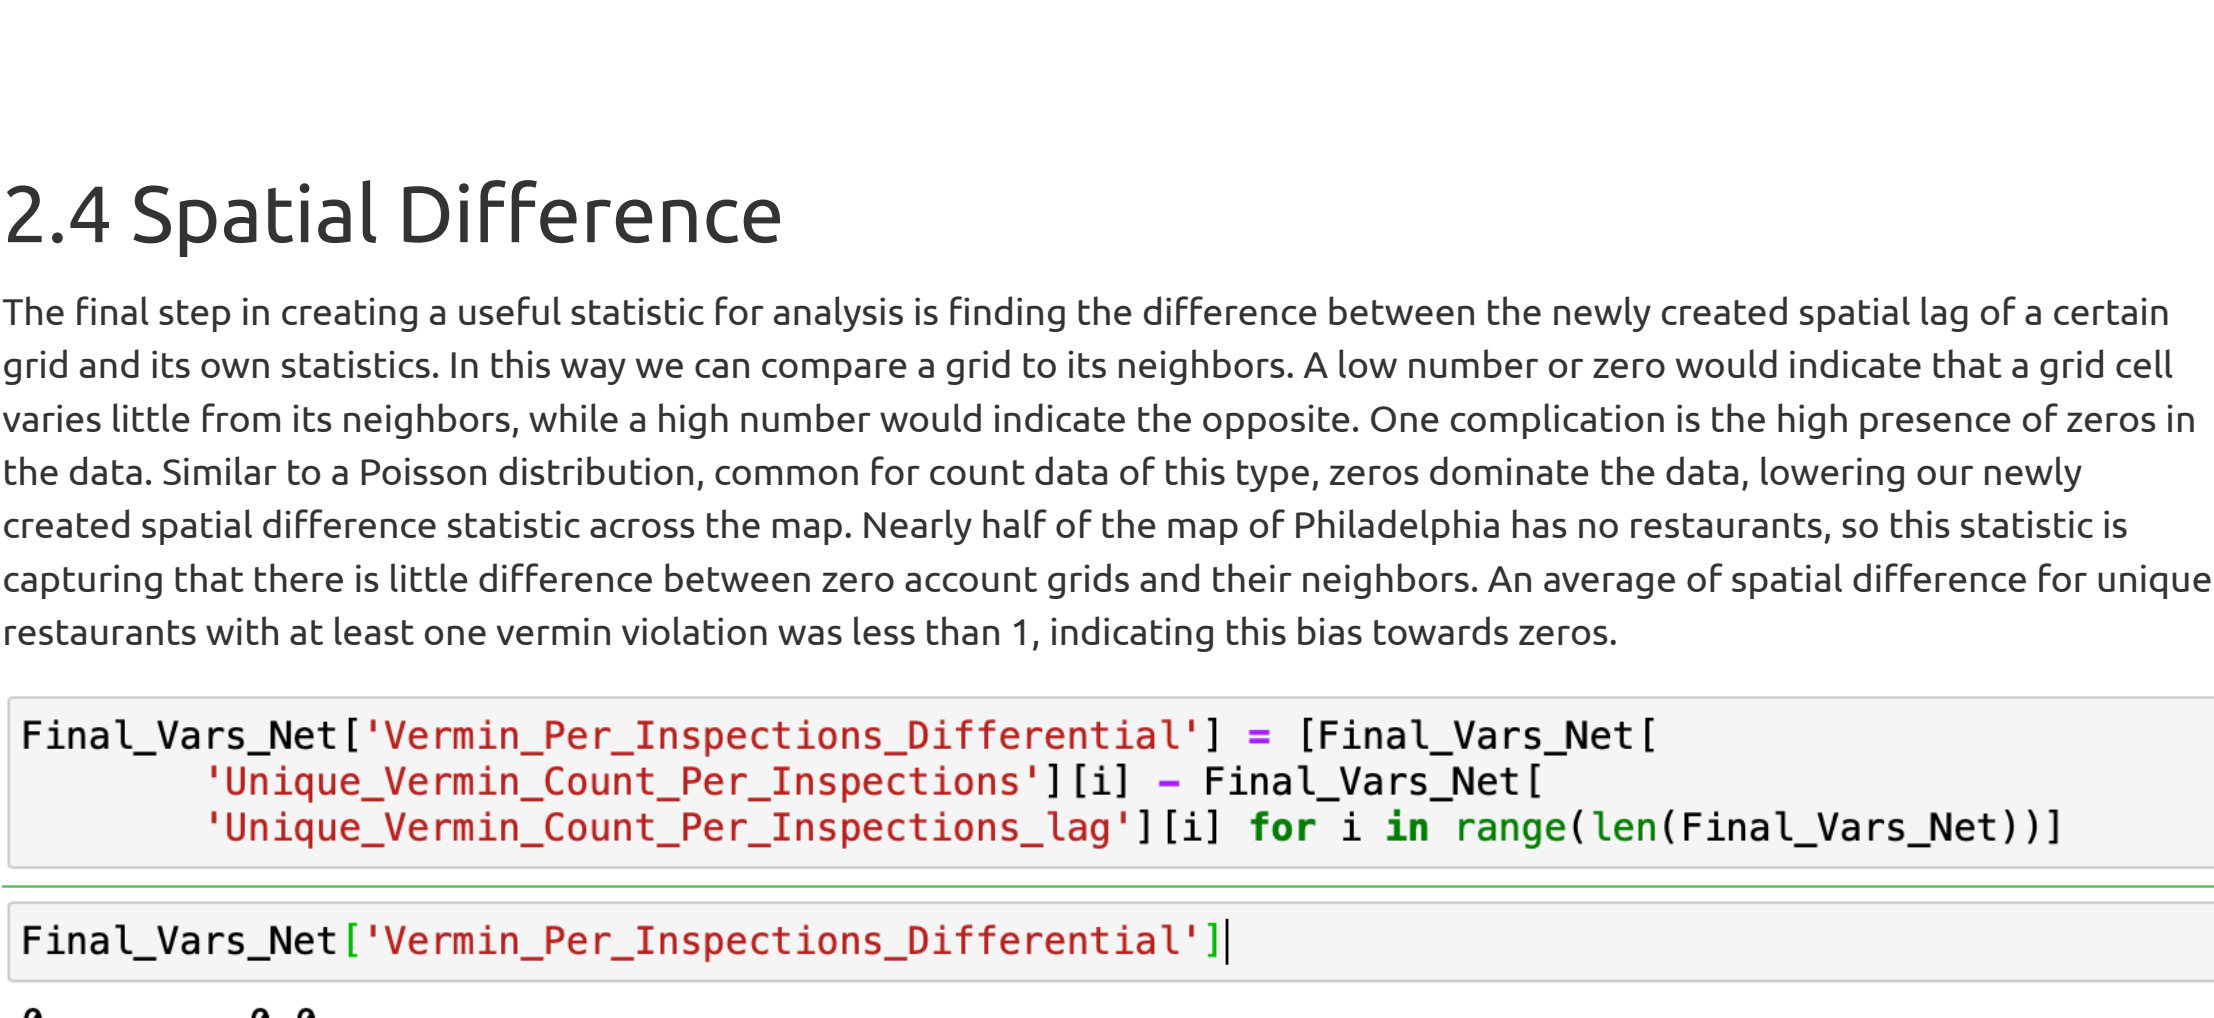 2.4 Spatial Difference
The final step in creating a useful statistic for analysis is finding the difference between the newly created spatial lag of a certain
grid and its own statistics. In this way we can compare a grid to its neighbors. A low number or zero would indicate that a grid cell
varies little from its neighbors, while a high number would indicate the opposite. One complication is the high presence of zeros in
the data. Similar to a Poisson distribution, common for count data of this type, zeros dominate the data, lowering our newly
created spatial difference statistic across the map. Nearly half of the map of Philadelphia has no restaurants, so this statistic is
capturing that there is little difference between zero account grids and their neighbors. An average of spatial difference for unique
restaurants with at least one vermin violation was less than 1, indicating this bias towards zeros.
Final_Vars_Net['Vermin_Per_Inspections_Differential'] = [Final_Vars_Net[
'Unique_Vermin_Count_Per_Inspections'][i] - Final_Vars_Net[
'Unique_Vermin_Count_Per_Inspections_lag'][i] for i in range(len(Final_Vars_Net))]
Final_Vars_Net['Vermin_Per_Inspections_Differential']